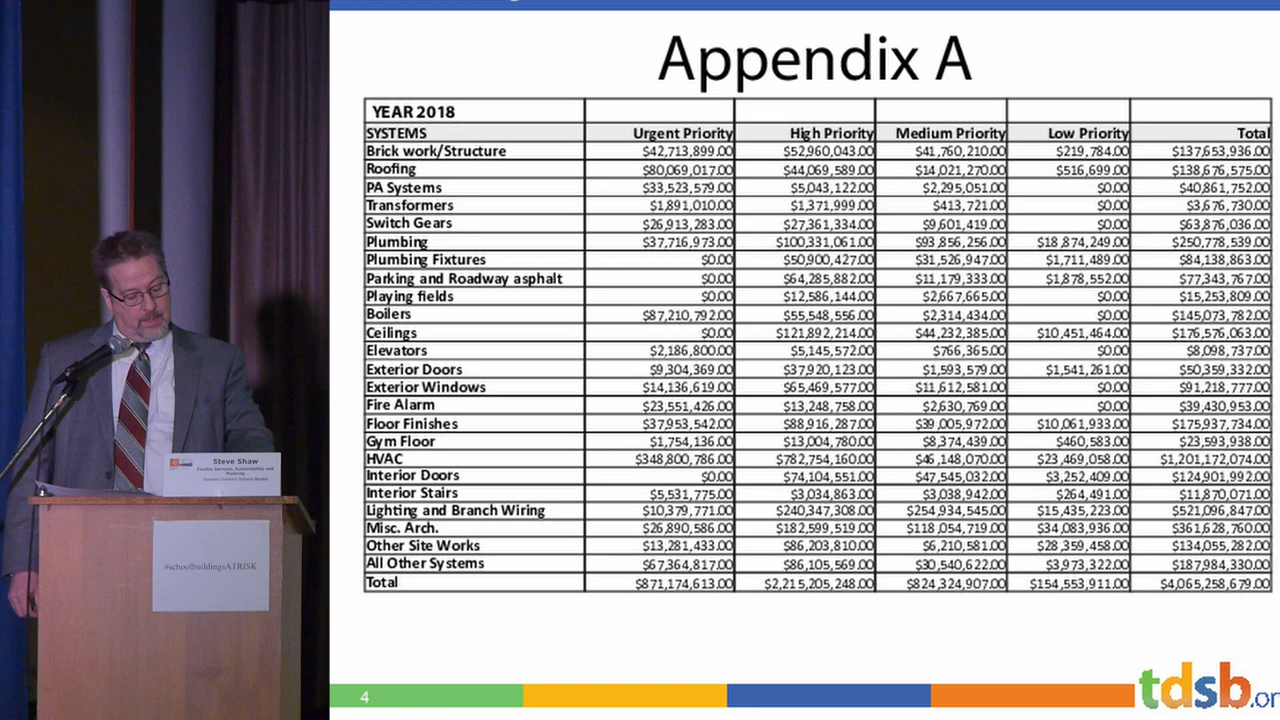 Appendix A
YEAR 2018
SYSTEMS Urgent Priority High Priority Medium Priority Low Priority Total
Brick work/Structure $42,713,899.00 $52,960,043.00 $41,760,210.00 $219,784.00 $137,653,936.00
Roofing $80,069,017.00 $44,069,589.00 $14,021,270.00 $516,699.00 $138,676,575.00
PA Systems $33,523,579.00 $5,043,122.00 $2,295,051.00 $0.00 $40,861,752.00
Transformers $1,891,010.00 $1,371,999.00 $413,721.00 $0.00 $3,676,730.00
Switch Gears $26,913,283.00 $27,361,334.00 $9,601,419.00 $0.00 $63,876,036.00
Plumbing $37,716,973.00 $100,331,061.00 $93,856,256.00 $18,874,249.00 $250,778,539.00
Plumbing Fixtures $0.00 $50,900,427.00 $31,526,947.00 $1,711,489.00 $84,138,863.00
Parking and Roadway asphalt $0.00 $64,285,882.00 $11,179,333.00 $1,878,552.00 $77,343,767.00
Playing fields $0.00 $12,586,144.00 $2,667,665.00 $0.00 $15,253,809.00
Boilers $87,210,792.00 $55,548,556.00 $2,314,434.00 $0.00 $145,073,782.00
Ceilings $0.00 $121,892,214.00 $44,232,385.00 $10,451,464.00 $176,576,063.00
Elevators $2,186,800.00 $5,145,572.00 $766,365.00 $0.00 $8,098,737.00
Exterior Doors $9,304,369.00 $37,920,123.00 $1,593,579.00 $1,541,261.00 $50,359,332.00
Exterior Windows $14,136,619.00 $65,469,577.00 $11,612,581.00 $0.00 $91,218,777.00
Fire Alarm $23,551,426.00 $13,248,758.00 $2,630,769.00 $0.00 $39,430,953.00
Floor Finishes $37,953,542.00 $88,916,287.00 $39,005,972.00 $10,061,933.00 $175,937,734.00
Gym Floor $1,754,136.00 $13,004,780.00 $8,374,439.00 $460,583.00 $23,593,938.00
HVAC $348,800,786.00 $782,754,160.00 $46,148,070.00 $23,469,058.00 $1,201,172,074.00
Interior Doors $0.00 $74,104,551.00 $47,545,032.00 $3,252,409.00 $124,901,992.00
Interior Stairs $5,531,775.00 $3,034,863.00 $3,038,942.00 $264,491.00 $11,870,071.00
Lighting and Branch Wiring $10,379,771.00 $240,347,308.00 $254,934,545.00 $15,435,223.00 $521,096,847.00
Misc. Arch. $26,890,586.00 $182,599,519.00 $118,054,719.00 $34,083,936.00 $361,628,760.00
Other Site Works $13,281,433.00 $86,203,810.00 $6,210,581.00 $28,359,458.00 $134,055,282.00
All Other Systems $67,364,817.00 $86,105,569.00 $30,540,622.00 $3,973,322.00 $187,984,330.00
Total $871,174,613.00 $2,215,205,248.00 $824,324,907.00 $154,553,911.00 $4,065,258,679.00
4
tdsb.or
Steve Shaw
Facility Services, Sustainability and
Planning
Toronto District School Board
#schoolbuildingsATRISK